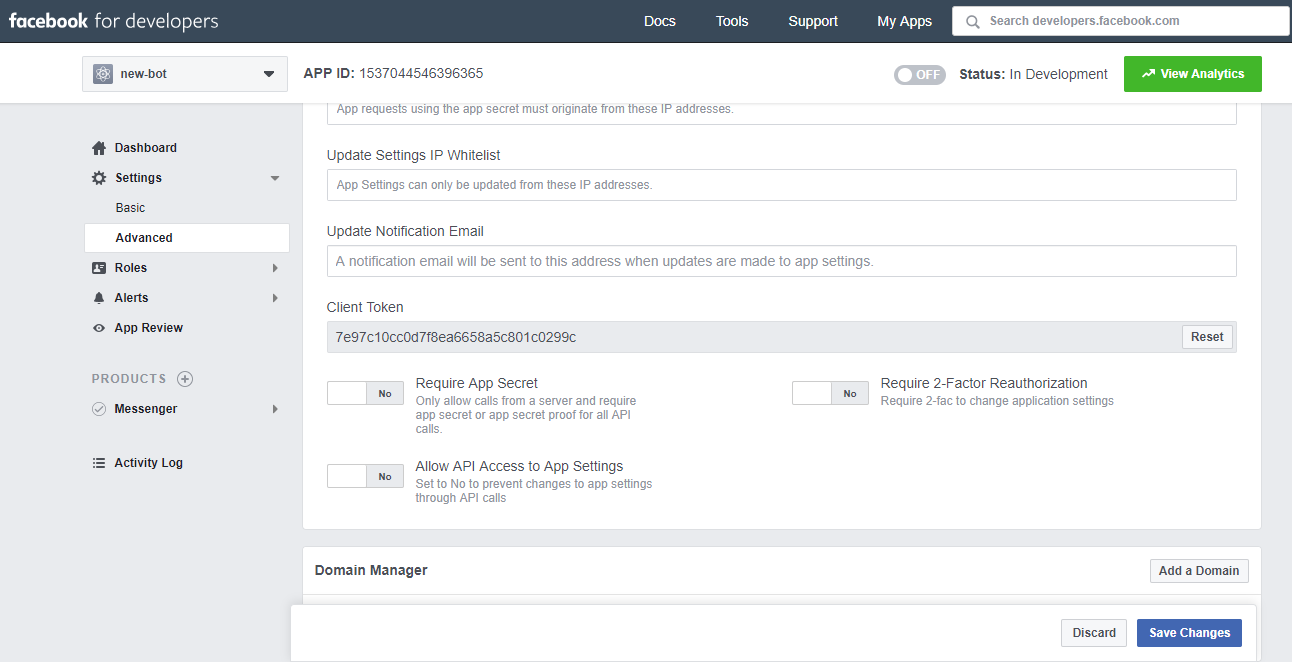 facebook for developers
Docs
Tools
Support
My Apps
Search developers.facebook.com
new-bot
APP ID: 1537044546396365
OFF
Status: In Development
View Analytics
App requests using the app secret must originate from these IP addresses.
Dashboard
Settings
Basic
Advanced
Roles
Alerts
App Review
PRODUCTS
Messenger
Activity Log
Update Settings IP Whitelist
App Settings can only be updated from these IP addresses.
Update Notification Email
A notification email will be sent to this address when updates are made to app settings.
Client Token
7e97c10cc0d7f8ea6658a5c801c0299c
Reset
No
Require App Secret
Only allow calls from a server and require
app secret or app secret proof for all API
calls.
No
Require 2-Factor Reauthorization
Require 2-fac to change application settings
No
Allow API Access to App Settings
Set to No to prevent changes to app settings
through API calls
Domain Manager
Add a Domain
Discard
Save Changes